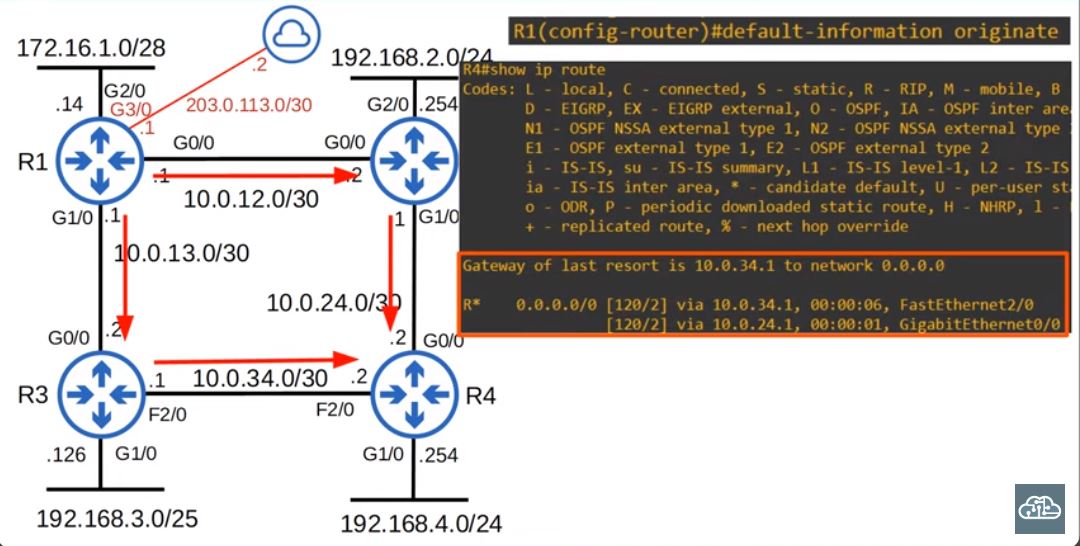 172.16.1.0/28
.2
192.168.2.0/24
G2/0
.14
G3/0
.1
203.0.113.0/30
G2/0
.254
R1
G0/0
G0/0
.1
10.0.12.0/30
.2
G1/0
.1
1
G1/0
10.0.13.0/30
10.0.24.0/30
.2
.2
G0/0
G0/0
R3
.1
10.0.34.0/30
.2
R4
F2/0
F2/0
.126
G1/0
G1/0
.254
192.168.3.0/25
192.168.4.0/24
R1(config-router)#default-information originate
R4#show ip route
Codes: L - local, C - connected, S - static, R - RIP, M - mobile, B
D - EIGRP, EX - EIGRP external, O - OSPF, IA - OSPF inter are
N1 - OSPF NSSA external type 1, N2 - OSPF NSSA external type
E1 - OSPF external type 1, E2 - OSPF external type 2
i - IS-IS, su - IS-IS summary, L1 - IS-IS level-1, L2 - IS-IS
ia - IS-IS inter area, * - candidate default, U - per-user st
o - ODR, P - periodic downloaded static route, H - NHRP, l -
+ - replicated route, % - next hop override
Gateway of last resort is 10.0.34.1 to network 0.0.0.0
R* 0.0.0.0/0 [120/2] via 10.0.34.1, 00:00:06, FastEthernet2/0
[120/2] via 10.0.24.1, 00:00:01, GigabitEthernet0/0